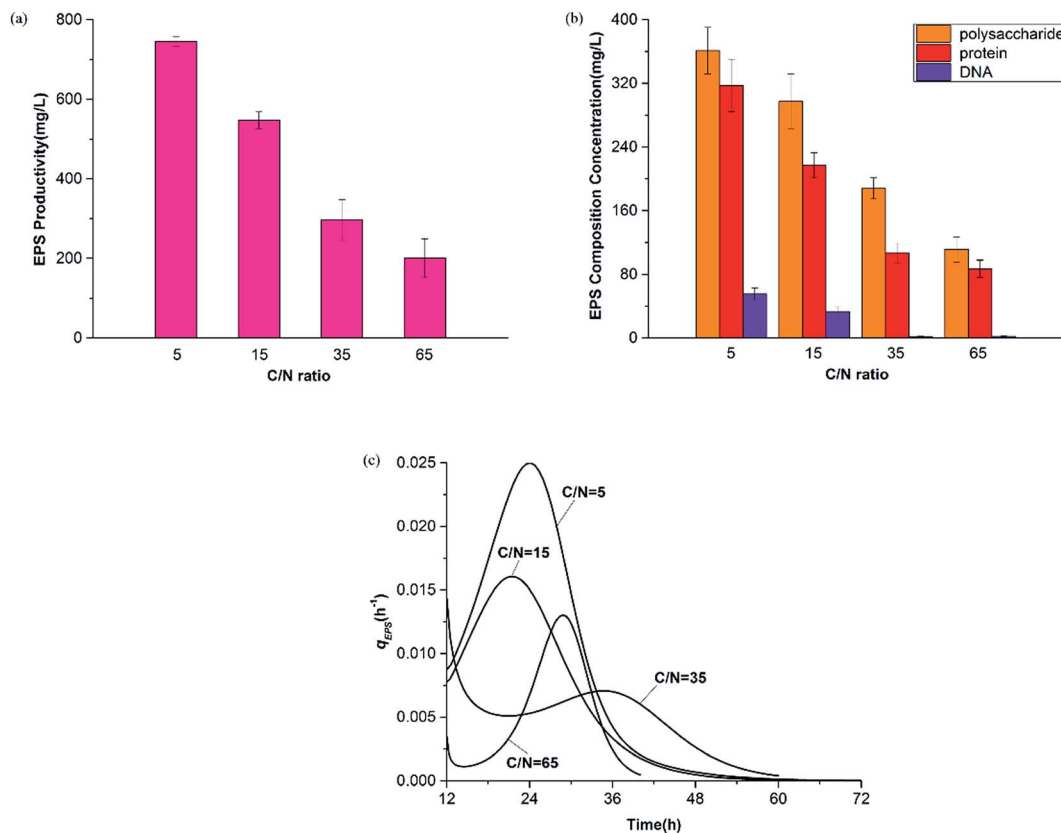 (a)
800
600
400
200
0
EPS Productivity(mg/L)
5 15 35 65
C/N ratio
(b)
400
320
240
160
80
0
EPS Composition Concentration(mg/L)
polysaccharide
protein
DNA
5 15 35 65
C/N ratio
(c)
0.025
0.020
0.015
0.010
0.005
0.000
qEPS(h-1)
C/N=5
C/N=15
C/N=35
C/N=65
12 24 36 48 60 72
Time(h)